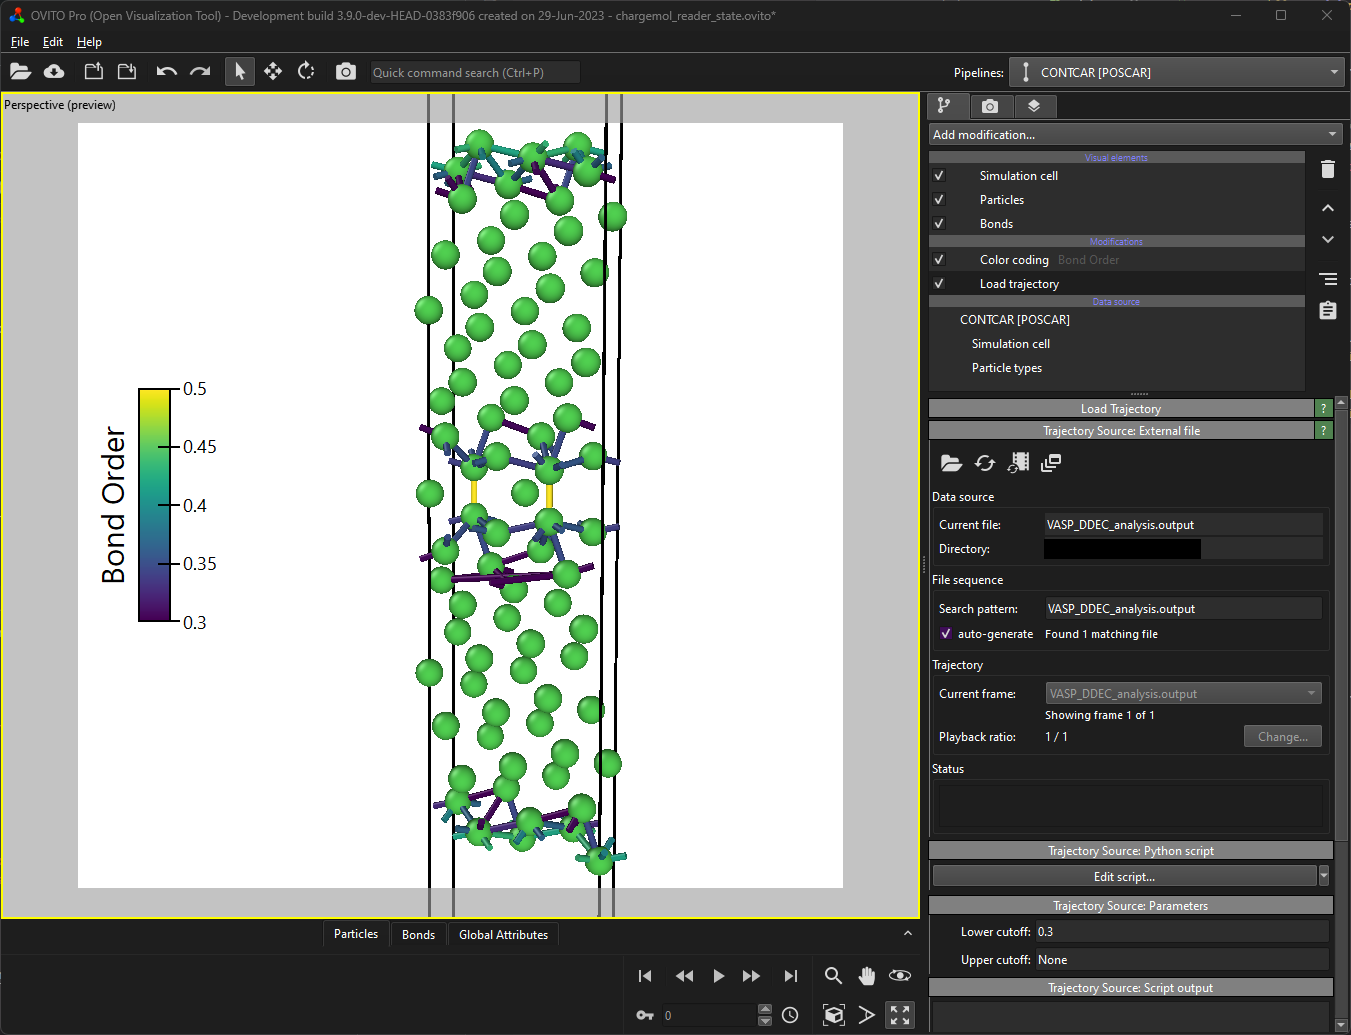 OVITO Pro (Open Visualization Tool) - Development build 3.9.0-dev-HEAD-0383f906 created on 29-Jun-2023 - chargemol_reader_state.ovito*
File Edit Help
Quick command search (Ctrl+P)
Pipelines: CONTCAR [POSCAR]
Perspective (preview)
Bond Order
0.5
0.45
0.4
0.35
0.3
Add modification...
Visual elements
Simulation cell
Particles
Bonds
Modifications
Color coding Bond Order
Load trajectory
Data source
CONTCAR [POSCAR]
Simulation cell
Particle types
Load Trajectory ?
Trajectory Source: External file ?
Data source
Current file: VASP_DDEC_analysis.output
Directory:
File sequence
Search pattern: VASP_DDEC_analysis.output
auto-generate Found 1 matching file
Trajectory
Current frame: VASP_DDEC_analysis.output
Showing frame 1 of 1
Playback ratio: 1 / 1 Change...
Status
Trajectory Source: Python script
Edit script...
Trajectory Source: Parameters
Lower cutoff: 0.3
Upper cutoff: None
Trajectory Source: Script output
Particles Bonds Global Attributes
0